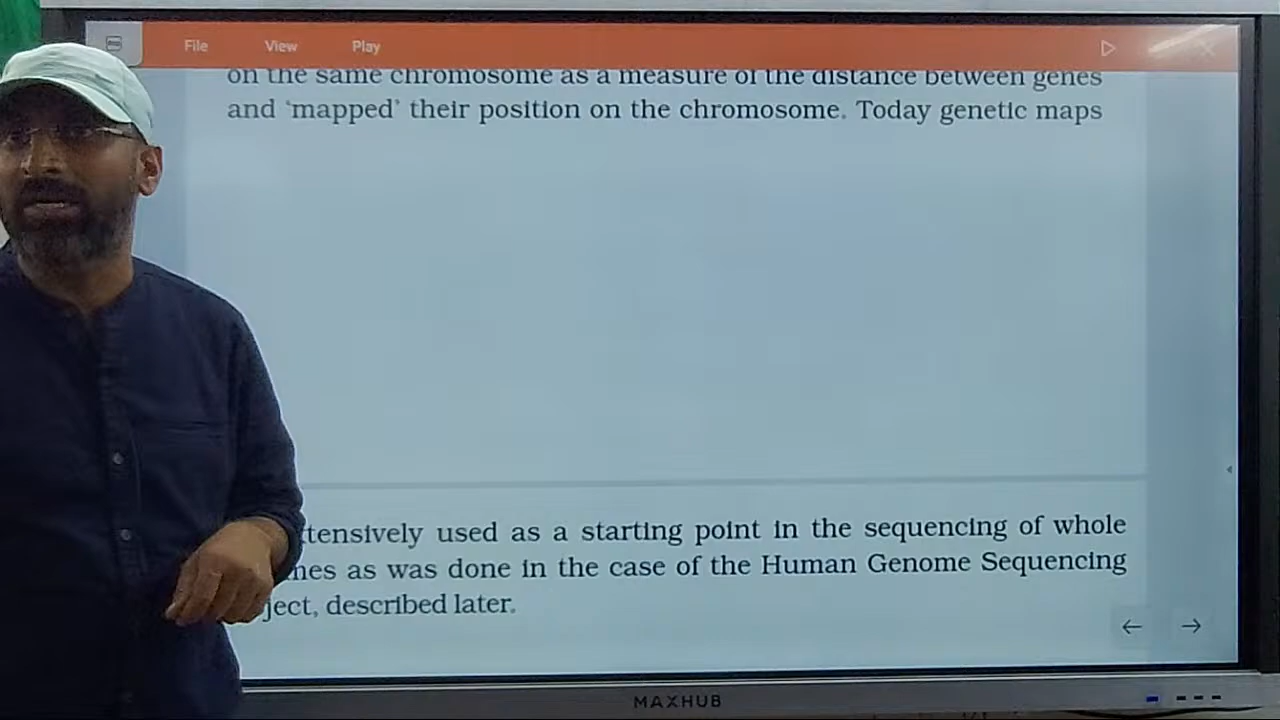 File View Play
on the same chromosome as a measure of the distance between genes
and ‘mapped’ their position on the chromosome. Today genetic maps
tensively used as a starting point in the sequencing of whole
as was done in the case of the Human Genome Sequencing
ject, described later.
MAXHUB